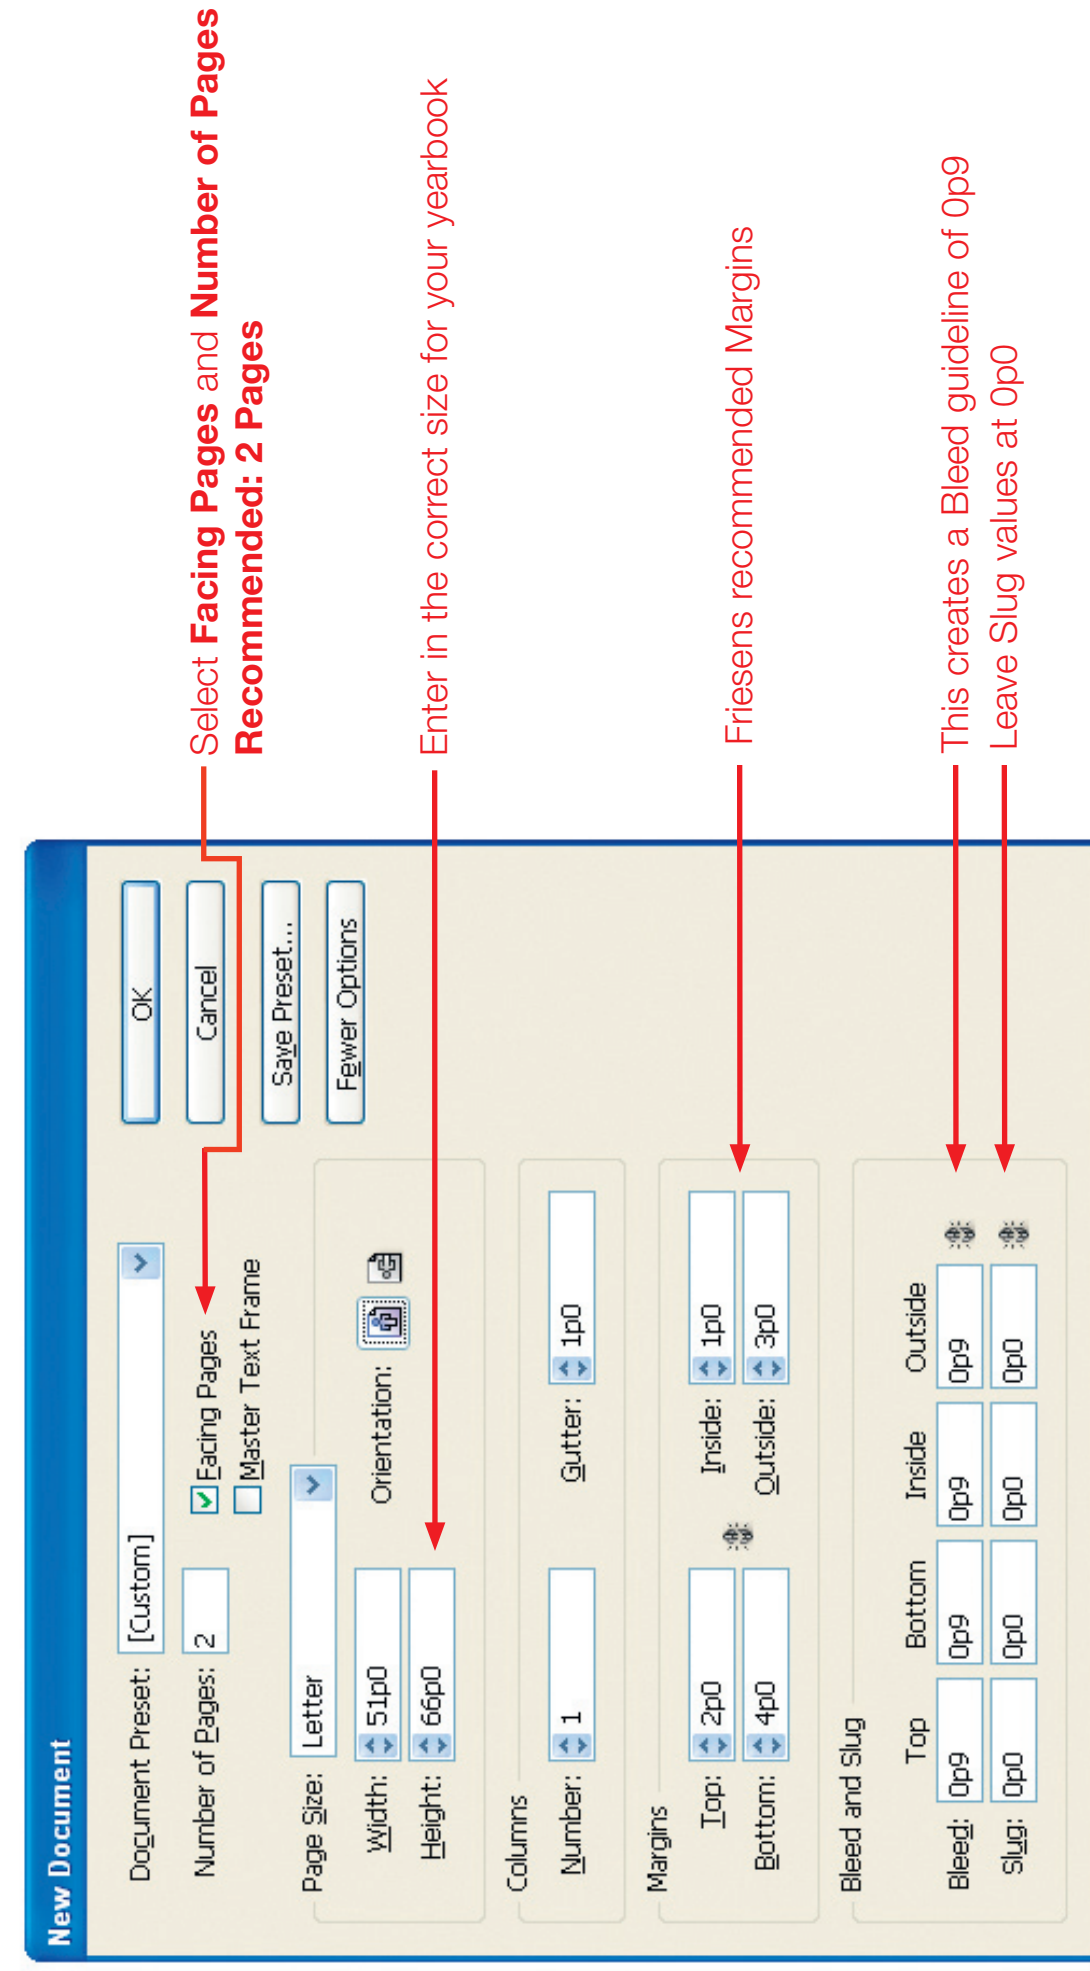 New Document
Document Preset: [Custom]
OK
Number of Pages: 2
Facing Pages
Cancel
Select Facing Pages and Number of Pages
Master Text Frame
Recommended: 2 Pages
Save Preset...
Page Size: Letter
Fewer Options
Width: 51p0
Orientation:
Height: 66p0
Enter in the correct size for your yearbook
Columns
Number: 1
Gutter: 1p0
Margins
Top: 2p0
Inside: 1p0
Friesens recommended Margins
Bottom: 4p0
Outside: 3p0
Bleed and Slug
Top Bottom Inside Outside
Bleed: 0p9 0p9 0p9 0p9
This creates a Bleed guideline of 0p9
Slug: 0p0 0p0 0p0 0p0
Leave Slug values at 0p0